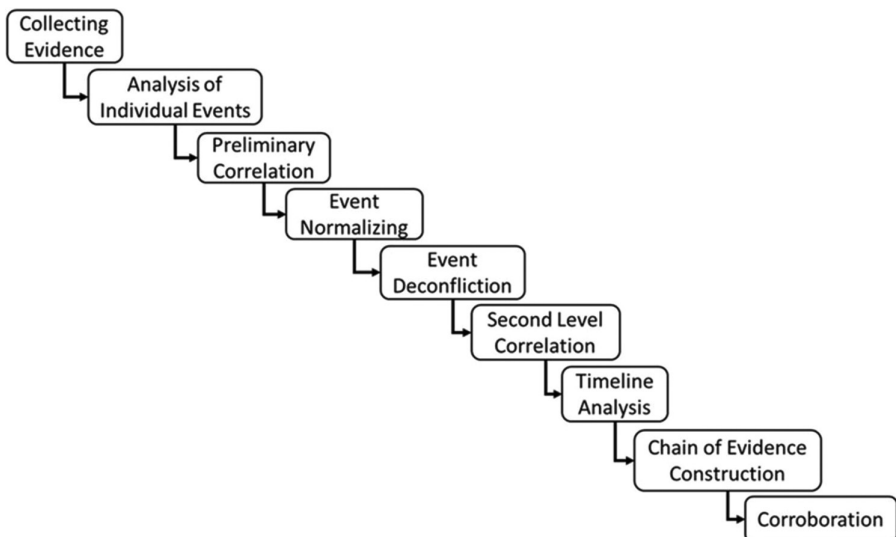 Collecting
Evidence
Analysis of
Individual Events
Preliminary
Correlation
Event
Normalizing
Event
Deconfliction
Second Level
Correlation
Timeline
Analysis
Chain of Evidence
Construction
Corroboration